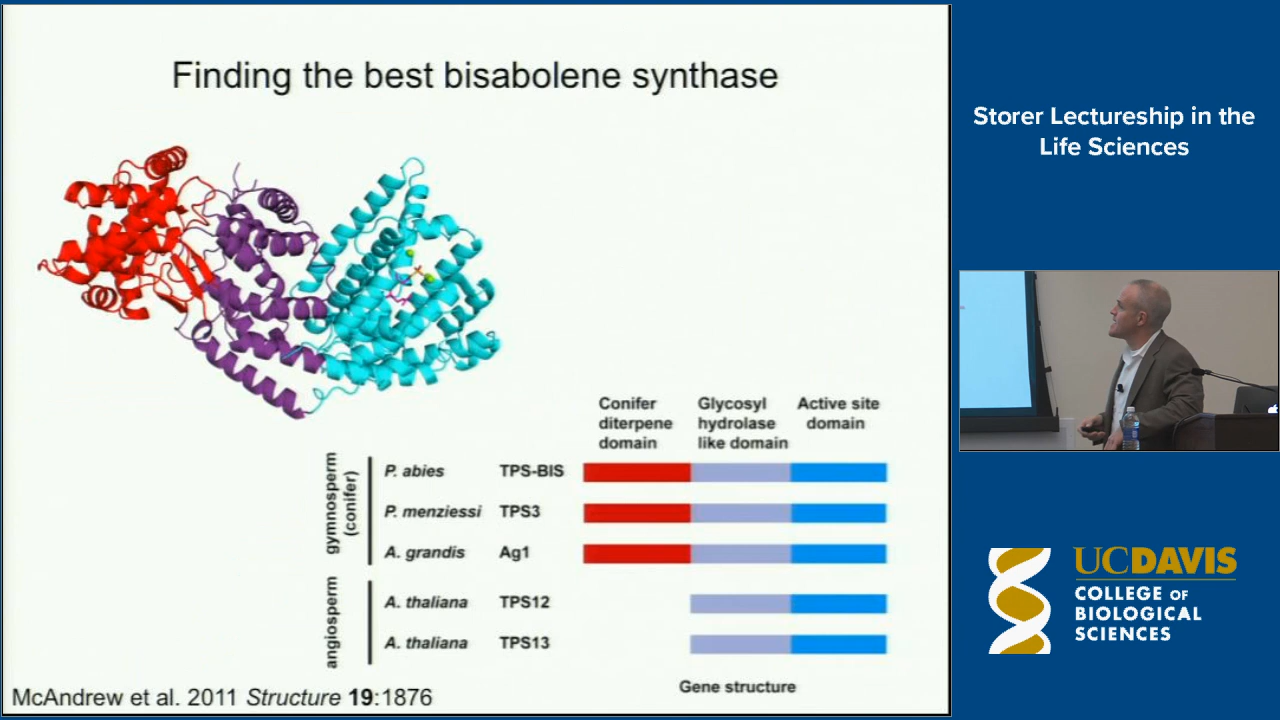 Finding the best bisabolene synthase
Conifer
diterpene
domain
Glycosyl
hydrolase
like domain
Active site
domain
gymnosperm
(conifer)
P. abies TPS-BIS
P. menziessi TPS3
A. grandis Ag1
angiosperm
A. thaliana TPS12
A. thaliana TPS13
Gene structure
McAndrew et al. 2011 Structure 19:1876
Storer Lectureship in the
Life Sciences
UCDAVIS
COLLEGE OF
BIOLOGICAL
SCIENCES